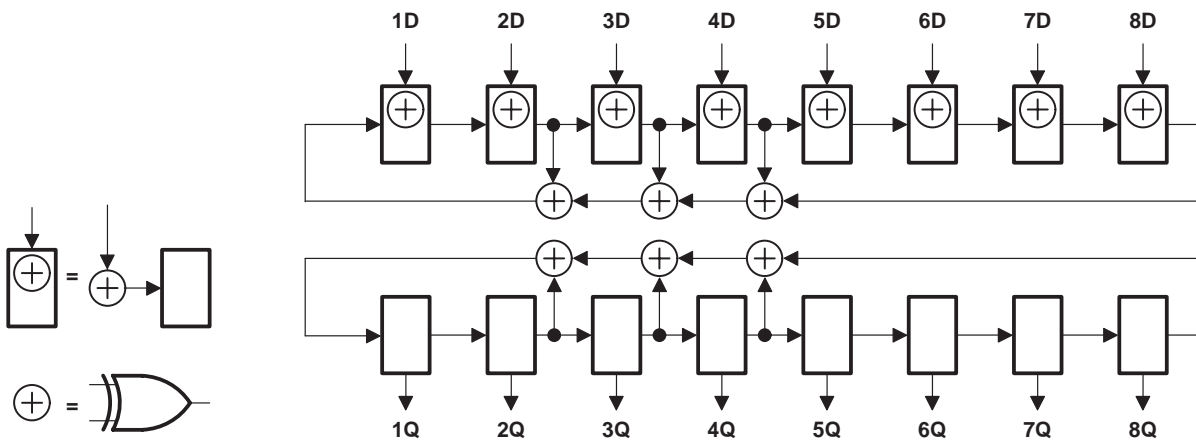 1D 2D 3D 4D 5D 6D 7D 8D
=
=
1Q 2Q 3Q 4Q 5Q 6Q 7Q 8Q